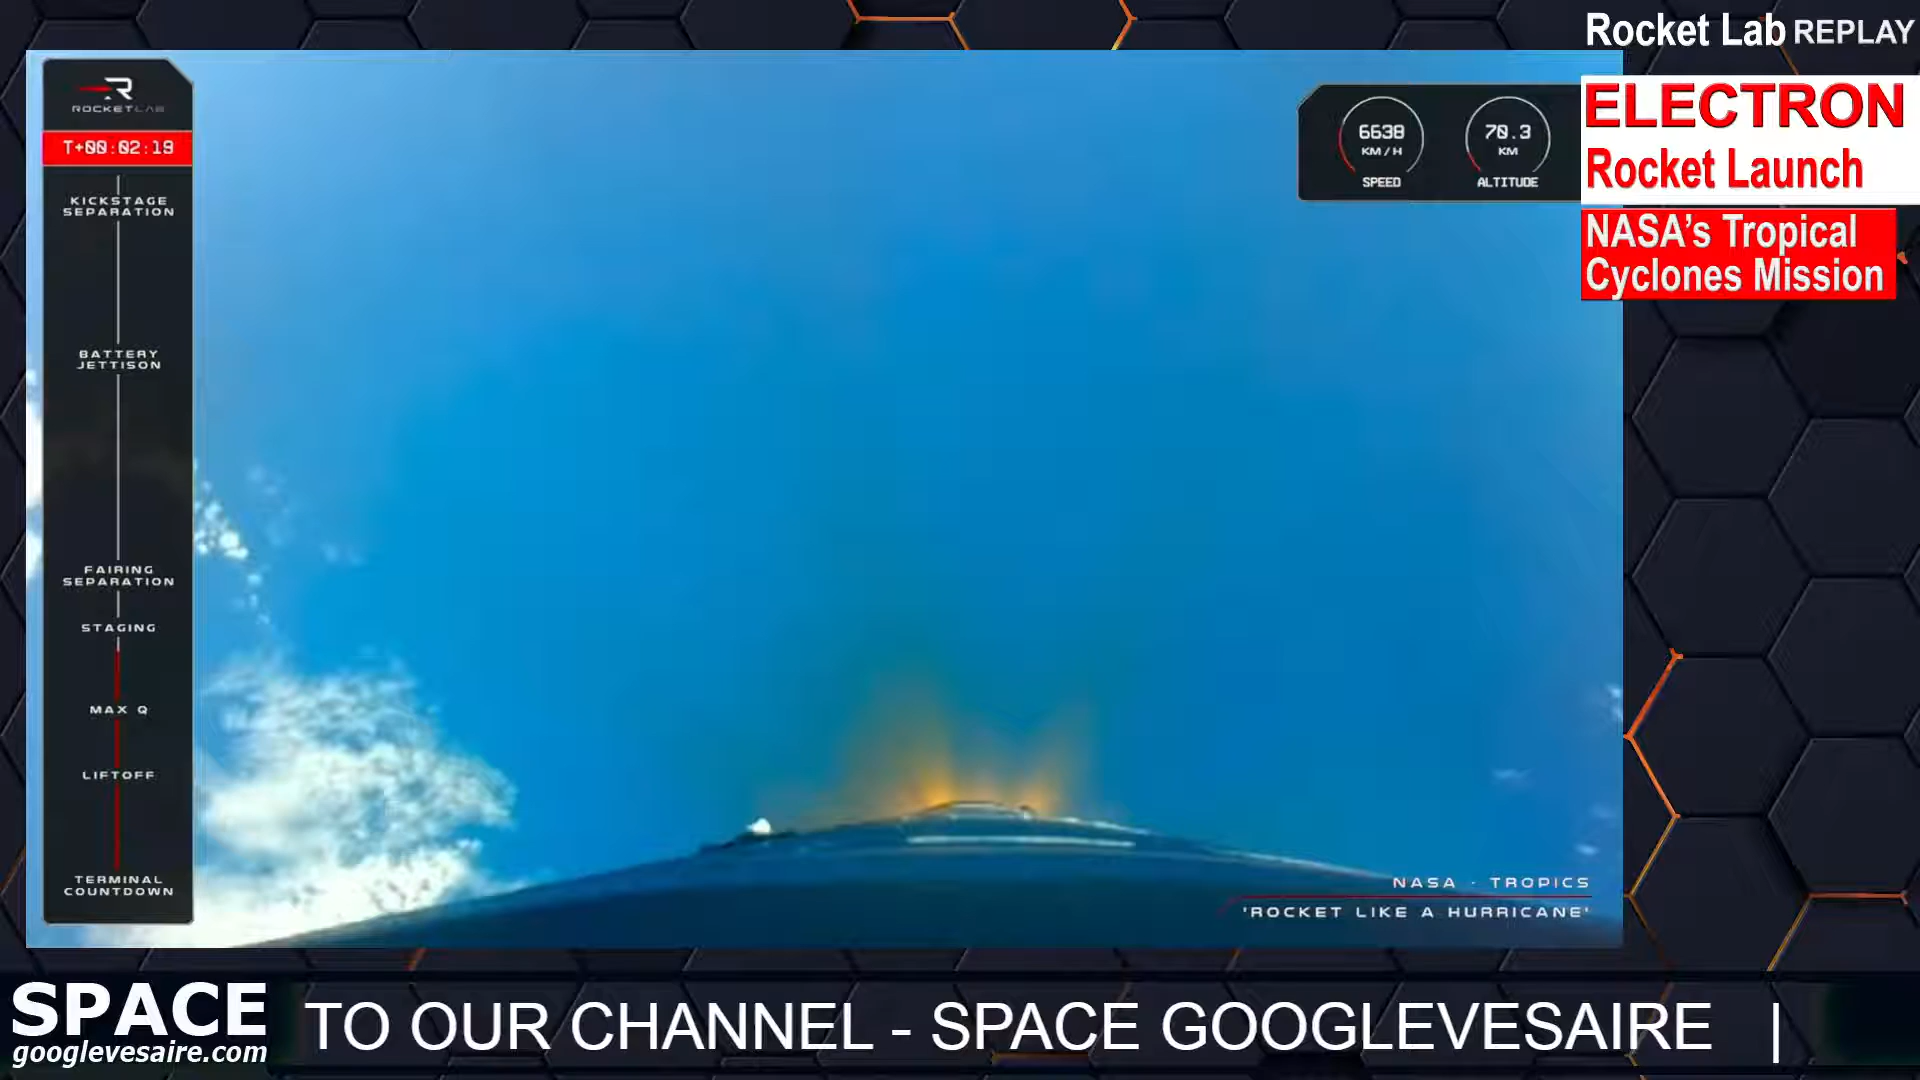 Rocket Lab REPLAY
ELECTRON
Rocket Launch
NASA’s Tropical
Cyclones Mission
R
ROCKETLAB
T+00:02:19
KICKSTAGE
SEPARATION
BATTERY
JETTISON
FAIRING
SEPARATION
STAGING
MAX Q
LIFTOFF
TERMINAL
COUNTDOWN
6638
KM/H
SPEED
70.3
KM
ALTITUDE
NASA · TROPICS
'ROCKET LIKE A HURRICANE'
SPACE
googlevesaire.com
TO OUR CHANNEL - SPACE GOOGLEVESAIRE |